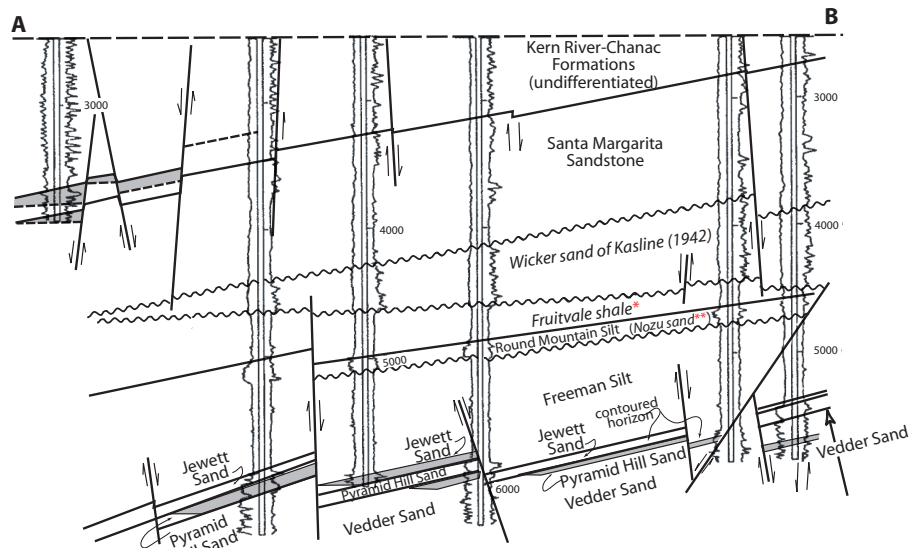 A
B
Kern River-Chanac
Formations
(undifferentiated)
3000
3000
Santa Margarita
Sandstone
4000
4000
Wicker sand of Kasline (1942)
Fruitvale shale*
Round Mountain Silt (Nozu sand**)
5000
5000
Freeman Silt
contoured
horizon
Jewett
Sand
Jewett
Sand
Jewett
Sand
Vedder Sand
Pyramid Hill Sand
Pyramid Hill Sand
6000
Vedder Sand
Vedder Sand
Pyramid
Sand